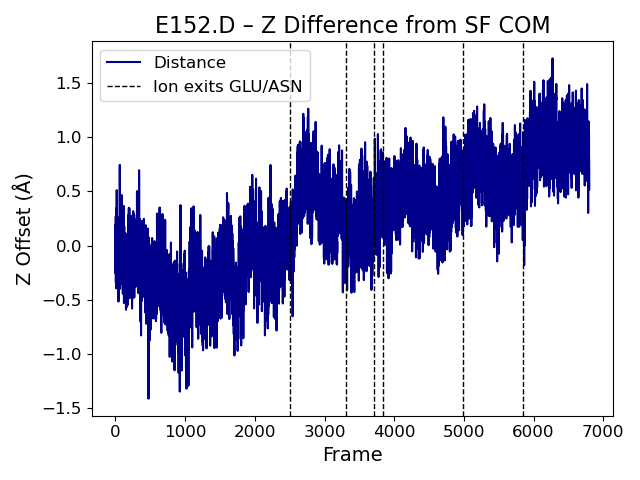 E152.D – Z Difference from SF COM
Distance
Ion exits GLU/ASN
Z Offset (Å)
1.5
1.0
0.5
0.0
−0.5
−1.0
−1.5
0 1000 2000 3000 4000 5000 6000 7000
Frame